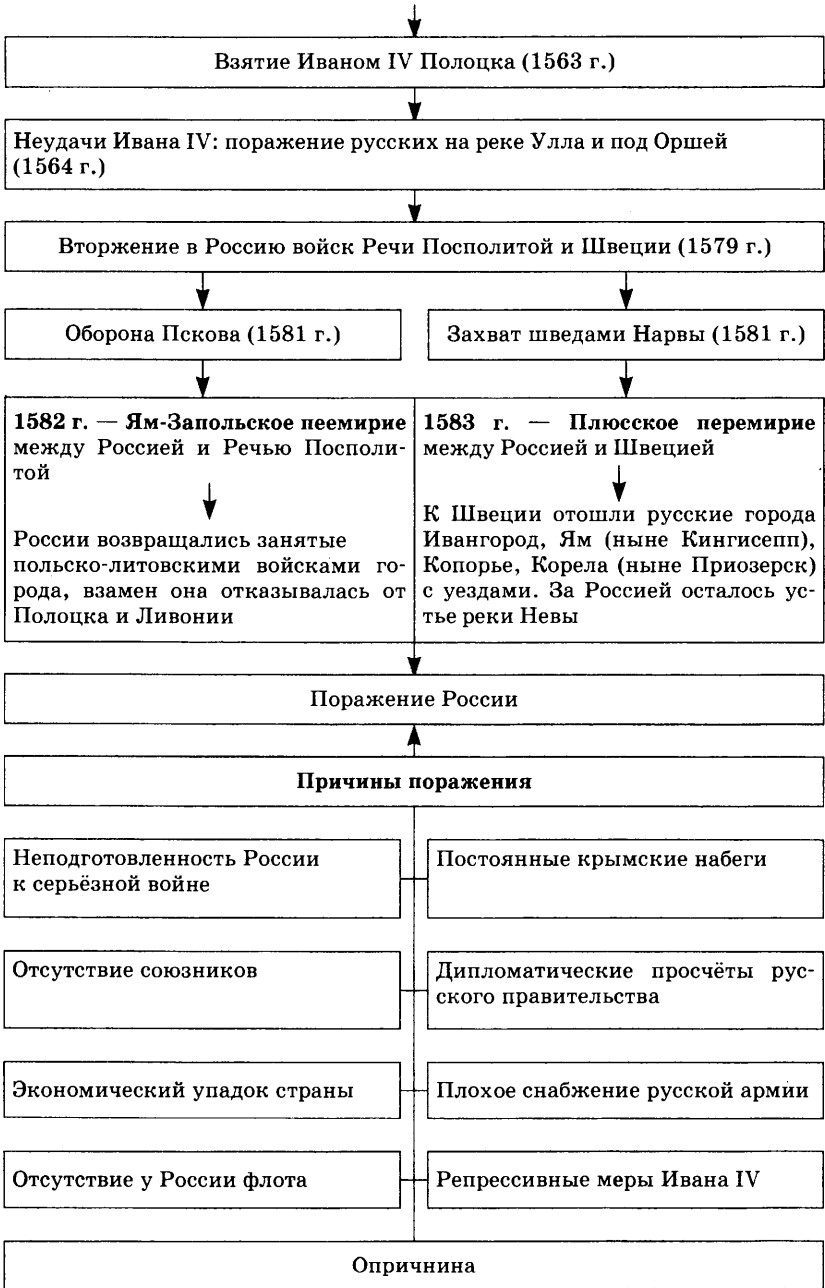 Взятие Иваном IV Полоцка (1563 г.)
Неудачи Ивана IV: поражение русских на реке Улла и под Оршей
(1564 г.)
Вторжение в Россию войск Речи Посполитой и Швеции (1579 г.)
Оборона Пскова (1581 г.)
Захват шведами Нарвы (1581 г.)
1582 г. — Ям-Запольское пеемирие
между Россией и Речью Посполи-
той
России возвращались занятые
польско-литовскими войсками го-
рода, взамен она отказывалась от
Полоцка и Ливонии
1583 г. — Плюсское перемирие
между Россией и Швецией
К Швеции отошли русские города
Ивангород, Ям (ныне Кингисепп),
Копорье, Корела (ныне Приозерск)
с уездами. За Россией осталось ус-
тье реки Невы
Поражение России
Причины поражения
Неподготовленность России
к серьёзной войне
Постоянные крымские набеги
Отсутствие союзников
Дипломатические просчёты рус-
ского правительства
Экономический упадок страны
Плохое снабжение русской армии
Отсутствие у России флота
Репрессивные меры Ивана IV
Опричнина